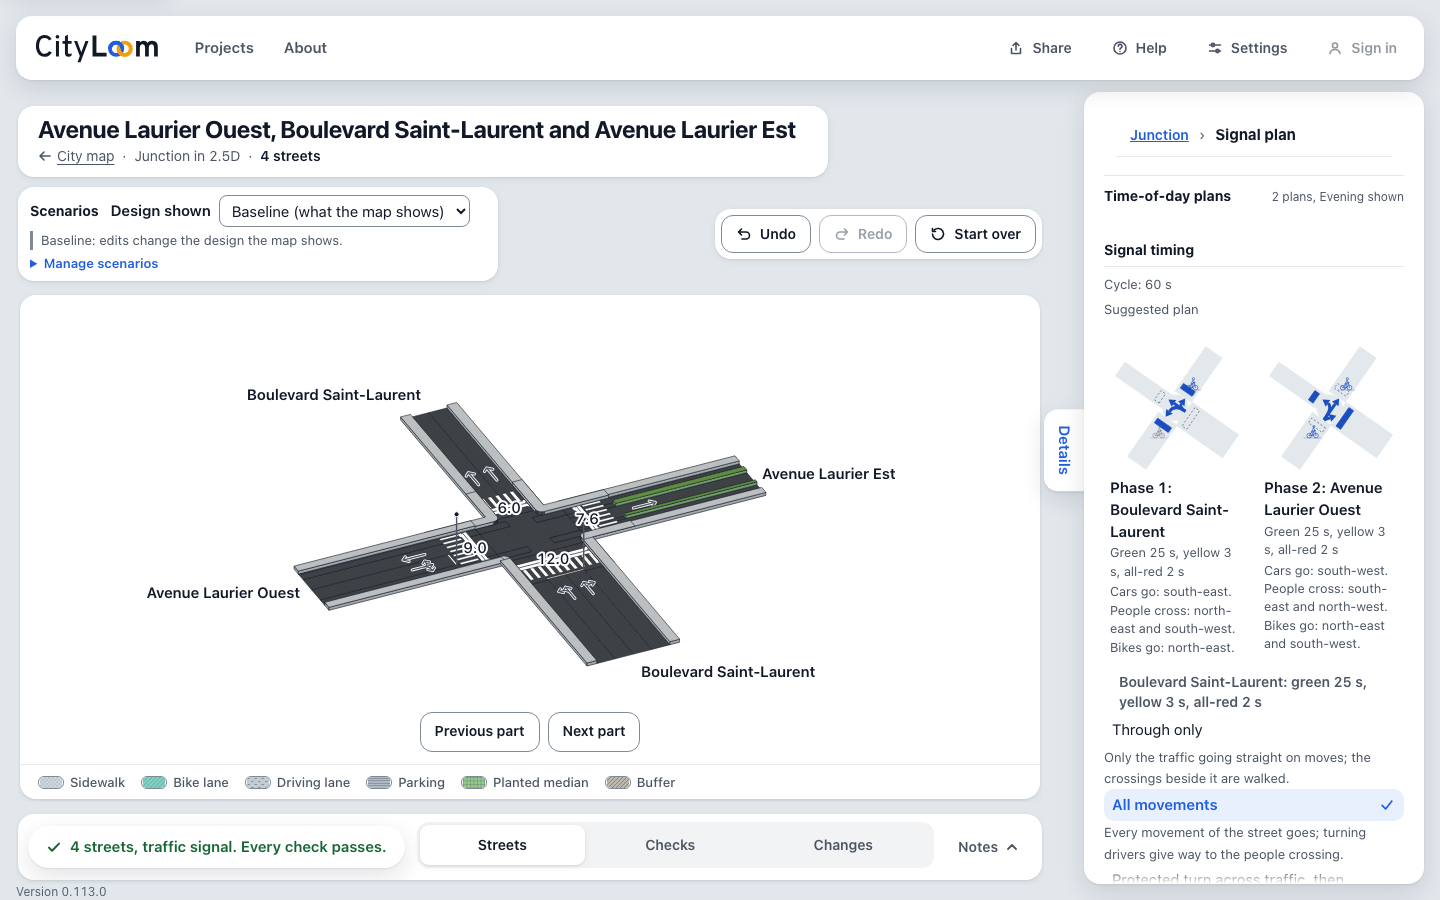 CityLoom
Projects
About
Share
Help
Settings
Sign in
Avenue Laurier Ouest, Boulevard Saint-Laurent and Avenue Laurier Est
City map · Junction in 2.5D · 4 streets
Scenarios Design shown Baseline (what the map shows)
Baseline: edits change the design the map shows.
Manage scenarios
Undo
Redo
Start over
Boulevard Saint-Laurent
Avenue Laurier Est
6.0
7.6
9.0
12.0
Avenue Laurier Ouest
Boulevard Saint-Laurent
Previous part
Next part
Sidewalk
Bike lane
Driving lane
Parking
Planted median
Buffer
4 streets, traffic signal. Every check passes.
Streets
Checks
Changes
Notes
Version 0.113.0
Details
Junction › Signal plan
Time-of-day plans
2 plans, Evening shown
Signal timing
Cycle: 60 s
Suggested plan
Phase 1:
Boulevard Saint-
Laurent
Green 25 s, yellow 3
s, all-red 2 s
Cars go: south-east.
People cross: north-
east and south-west.
Bikes go: north-east.
Phase 2: Avenue
Laurier Ouest
Green 25 s, yellow 3
s, all-red 2 s
Cars go: south-west.
People cross: south-
east and north-west.
Bikes go: north-east
and south-west.
Boulevard Saint-Laurent: green 25 s,
yellow 3 s, all-red 2 s
Through only
Only the traffic going straight on moves; the
crossings beside it are walked.
All movements
Every movement of the street goes; turning
drivers give way to the people crossing.
Protected turn across traffic, then